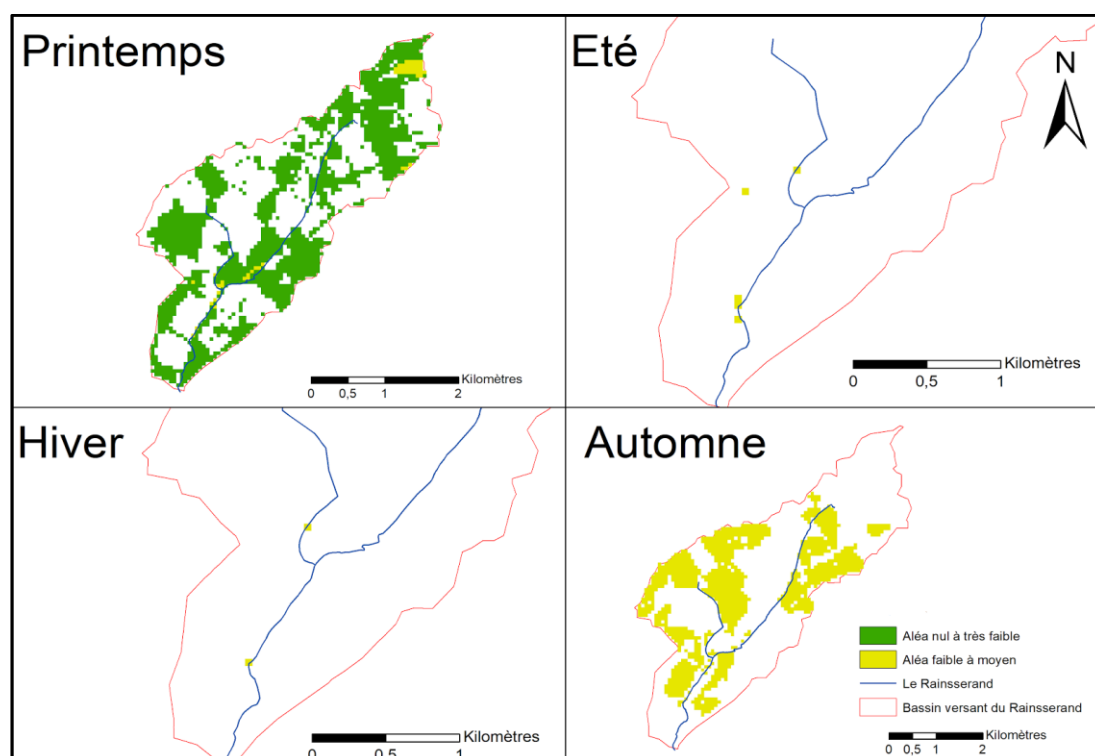 Printemps
Kilomètres
0 0,5 1 2
Eté
N
Kilomètres
0 0,5 1
Hiver
Kilomètres
0 0,5 1
Automne
Aléa nul à très faible
Aléa faible à moyen
Le Rainsserand
Bassin versant du Rainsserand
Kilomètres
0 0,5 1 2